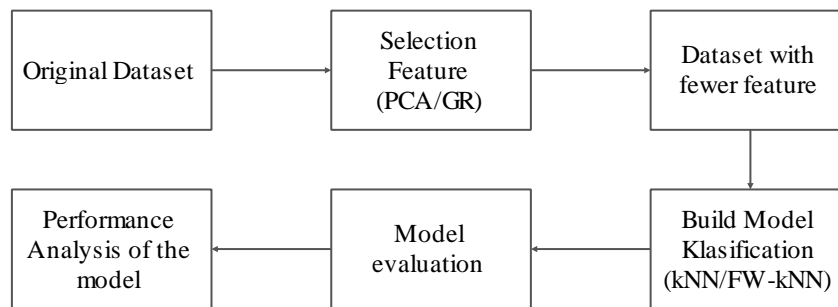 Original Dataset
Selection
Feature
(PCA/GR)
Dataset with
fewer feature
Build Model
Klasification
(kNN/FW-kNN)
Model
evaluation
Performance
Analysis of the
model